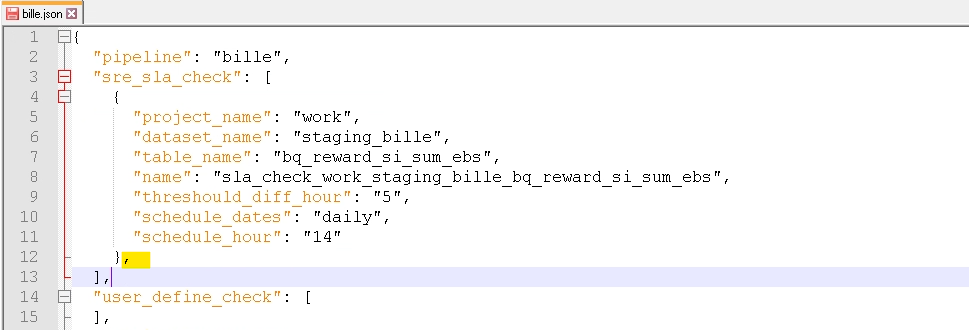 bille.json
1 {
2 "pipeline": "bille",
3 "sre_sla_check": [
4 {
5 "project_name": "work",
6 "dataset_name": "staging_bille",
7 "table_name": "bq_reward_si_sum_ebs",
8 "name": "sla_check_work_staging_bille_bq_reward_si_sum_ebs",
9 "threshould_diff_hour": "5",
10 "schedule_dates": "daily",
11 "schedule_hour": "14"
12 },
13 ],
14 "user_define_check": [
15 ],